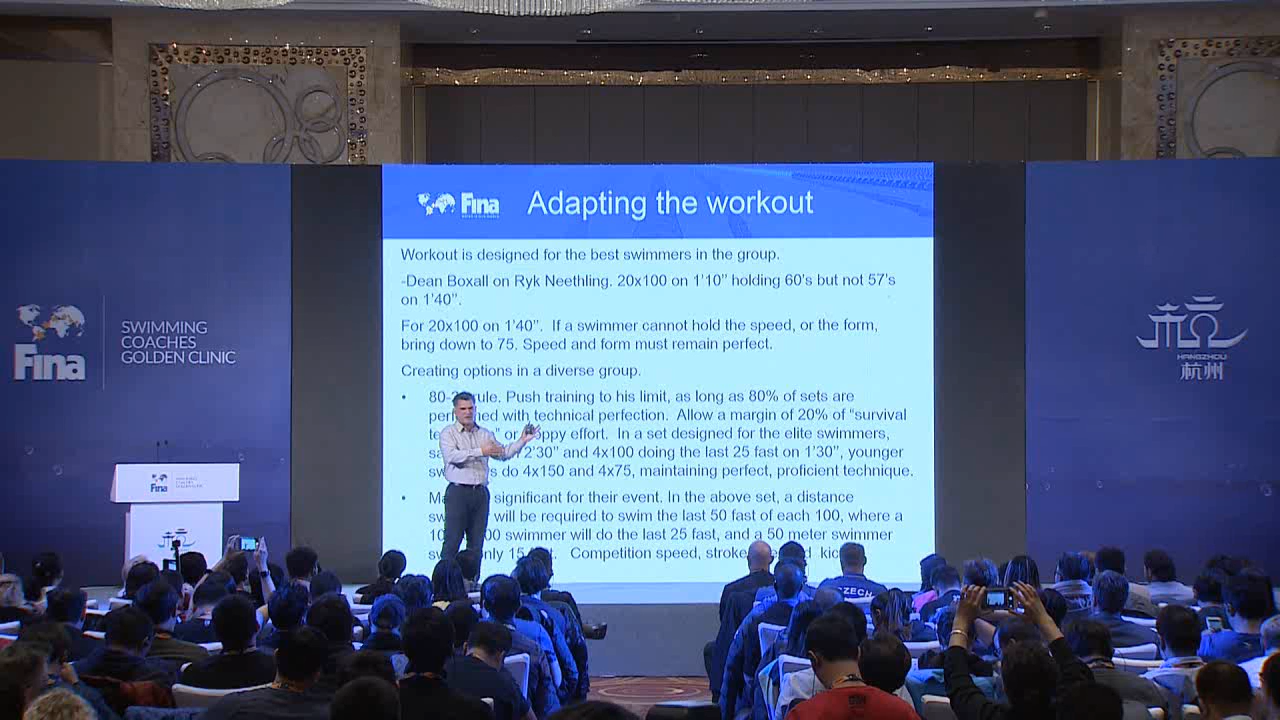 Fina
Adapting the workout
Workout is designed for the best swimmers in the group.
-Dean Boxall on Ryk Neethling. 20x100 on 1'10" holding 60's but not 57's
on 1'40".
For 20x100 on 1'40". If a swimmer cannot hold the speed, or the form,
bring down to 75. Speed and form must remain perfect.
Creating options in a diverse group.
• 80- rule. Push training to his limit, as long as 80% of sets are
with technical perfection. Allow a margin of 20% of "survival
or effort. In a set designed for the elite swimmers,
2'30" and 4x100 doing the last 25 fast on 1'30", younger
do 4x150 and 4x75, maintaining perfect, proficient technique.
• significant for their event. In the above set, a distance
will be required to swim the last 50 fast of each 100, where a
swimmer will do the last 25 fast, and a 50 meter swimmer
only Competition speed,
Fina
SWIMMING
COACHES
GOLDEN CLINIC
HANGZHOU
杭州
Fina
CZECH